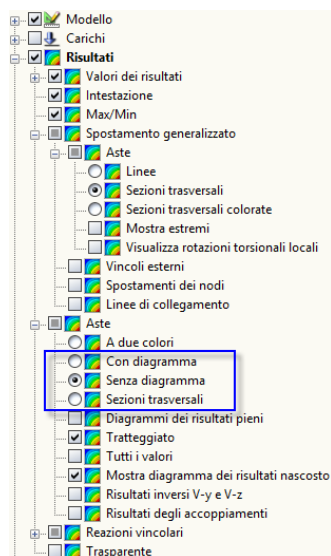 Modello
Carichi
Risultati
Valori dei risultati
Intestazione
Max/Min
Spostamento generalizzato
Aste
Linee
Sezioni trasversali
Sezioni trasversali colorate
Mostra estremi
Visualizza rotazioni torsionali locali
Vincoli esterni
Spostamenti dei nodi
Linee di collegamento
Aste
A due colori
Con diagramma
Senza diagramma
Sezioni trasversali
Diagrammi dei risultati pieni
Tratteggiato
Tutti i valori
Mostra diagramma dei risultati nascosto
Risultati inversi V-y e V-z
Risultati degli accoppiamenti
Reazioni vincolari
Trasparente